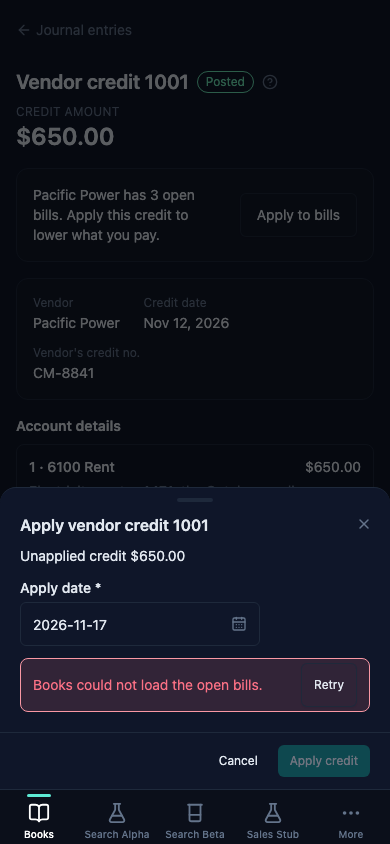 Journal entries
Vendor credit 1001 Posted
CREDIT AMOUNT
$650.00
Pacific Power has 3 open
bills. Apply this credit to
lower what you pay.
Apply to bills
Vendor Credit date
Pacific Power Nov 12, 2026
Vendor's credit no.
CM-8841
Account details
1 · 6100 Rent $650.00
Apply vendor credit 1001
Unapplied credit $650.00
Apply date *
2026-11-17
Books could not load the open bills. Retry
Cancel Apply credit
Books Search Alpha Search Beta Sales Stub More